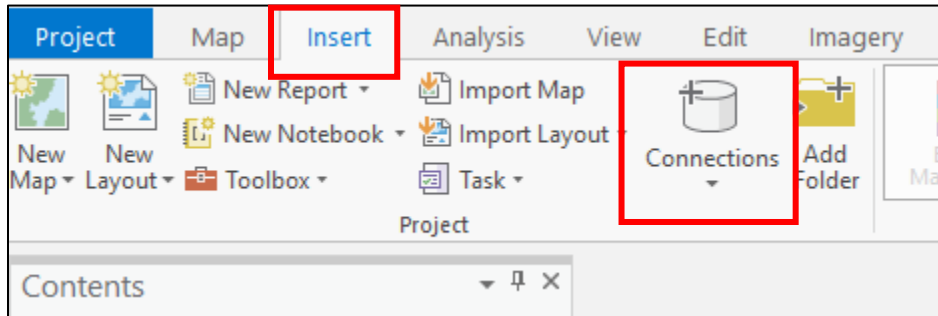 Project Map Insert Analysis View Edit Imagery
New Report Import Map
New Notebook Import Layout
New Map New Layout Toolbox Task Connections Add Folder
Project
Contents